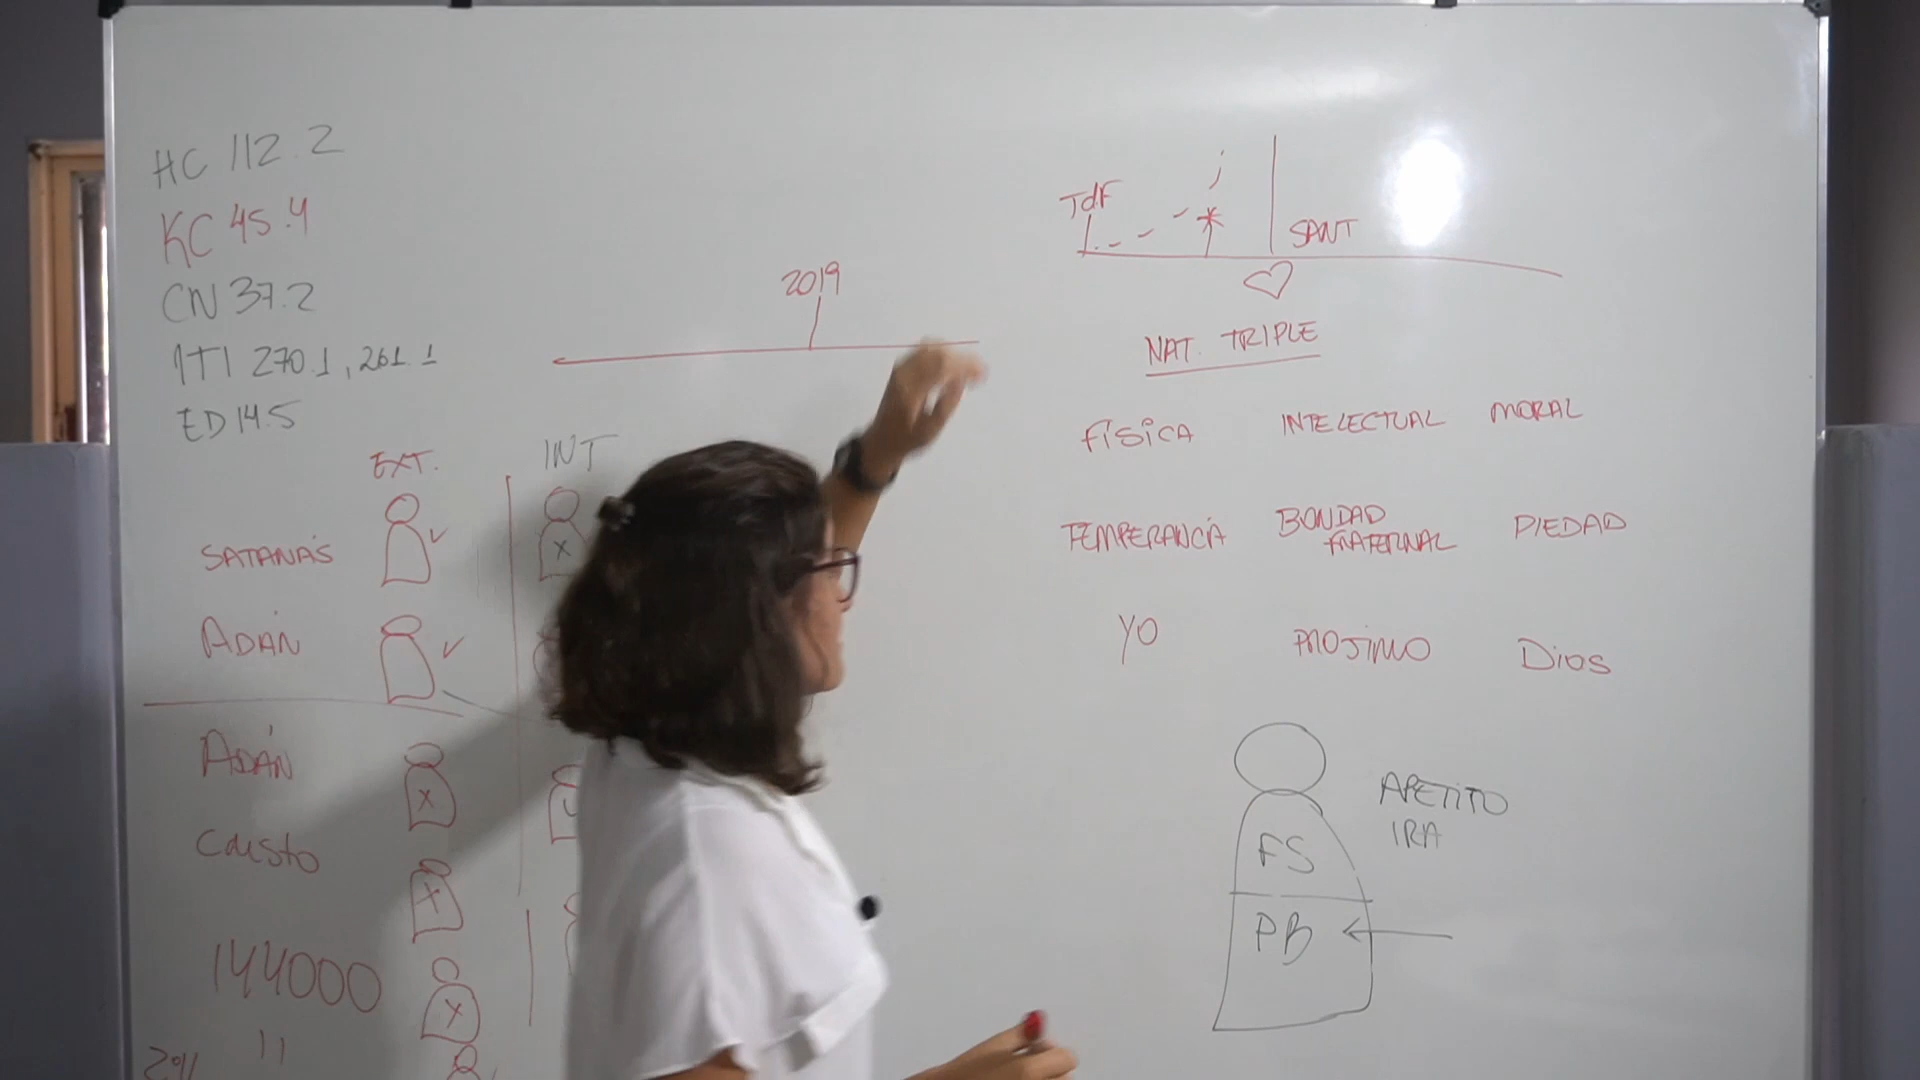 HC 112.2
KC 45.4
CN 37.2
1TI 270.1, 261.1
ED 14.5
EXT. INT
SATANÁS
X
ADÁN
ADÁN
X
CRISTO
X
144000
X
11
2019
TdF
SANT
NAT. TRIPLE
FÍSICA INTELECTUAL MORAL
TEMPERANCIA BONDAD FRATERNAL PIEDAD
YO PROJIMO Dios
APETITO
IRA
FS
PB